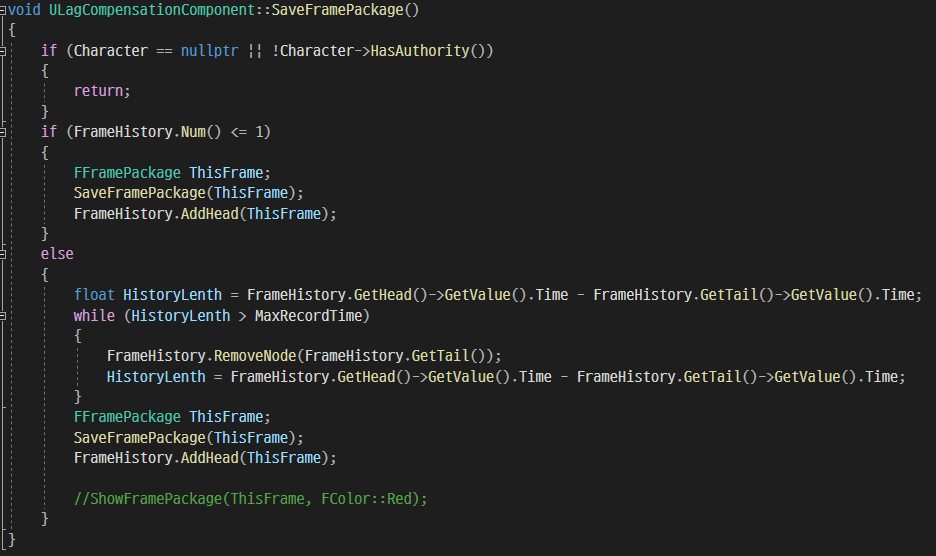 void ULagCompensationComponent::SaveFramePackage()
{
    if (Character == nullptr || !Character->HasAuthority())
    {
        return;
    }
    if (FrameHistory.Num() <= 1)
    {
        FFramePackage ThisFrame;
        SaveFramePackage(ThisFrame);
        FrameHistory.AddHead(ThisFrame);
    }
    else
    {
        float HistoryLenth = FrameHistory.GetHead()->GetValue().Time - FrameHistory.GetTail()->GetValue().Time;
        while (HistoryLenth > MaxRecordTime)
        {
            FrameHistory.RemoveNode(FrameHistory.GetTail());
            HistoryLenth = FrameHistory.GetHead()->GetValue().Time - FrameHistory.GetTail()->GetValue().Time;
        }
        FFramePackage ThisFrame;
        SaveFramePackage(ThisFrame);
        FrameHistory.AddHead(ThisFrame);

        //ShowFramePackage(ThisFrame, FColor::Red);
    }
}